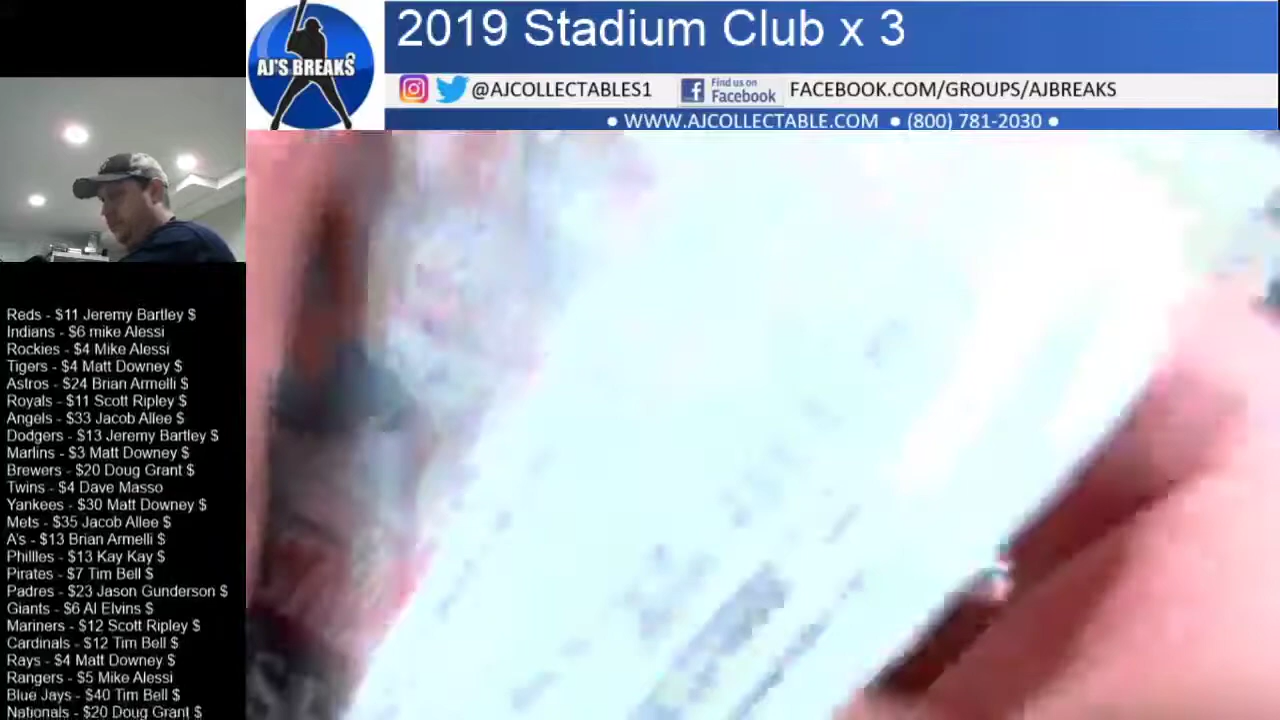 2019 Stadium Club x 3
AJ'S BREAKS
@AJCOLLECTABLES1
Find us on
Facebook
FACEBOOK.COM/GROUPS/AJBREAKS
• WWW.AJCOLLECTABLE.COM • (800) 781-2030 •
Reds - $11 Jeremy Bartley $
Indians - $6 mike Alessi
Rockies - $4 Mike Alessi
Tigers - $4 Matt Downey $
Astros - $24 Brian Armelli $
Royals - $11 Scott Ripley $
Angels - $33 Jacob Allee $
Dodgers - $13 Jeremy Bartley $
Marlins - $3 Matt Downey $
Brewers - $20 Doug Grant $
Twins - $4 Dave Masso
Yankees - $30 Matt Downey $
Mets - $35 Jacob Allee $
A's - $13 Brian Armelli $
Phillles - $13 Kay Kay $
Pirates - $7 Tim Bell $
Padres - $23 Jason Gunderson $
Giants - $6 Al Elvins $
Mariners - $12 Scott Ripley $
Cardinals - $12 Tim Bell $
Rays - $4 Matt Downey $
Rangers - $5 Mike Alessi
Blue Jays - $40 Tim Bell $
Nationals - $20 Doug Grant $